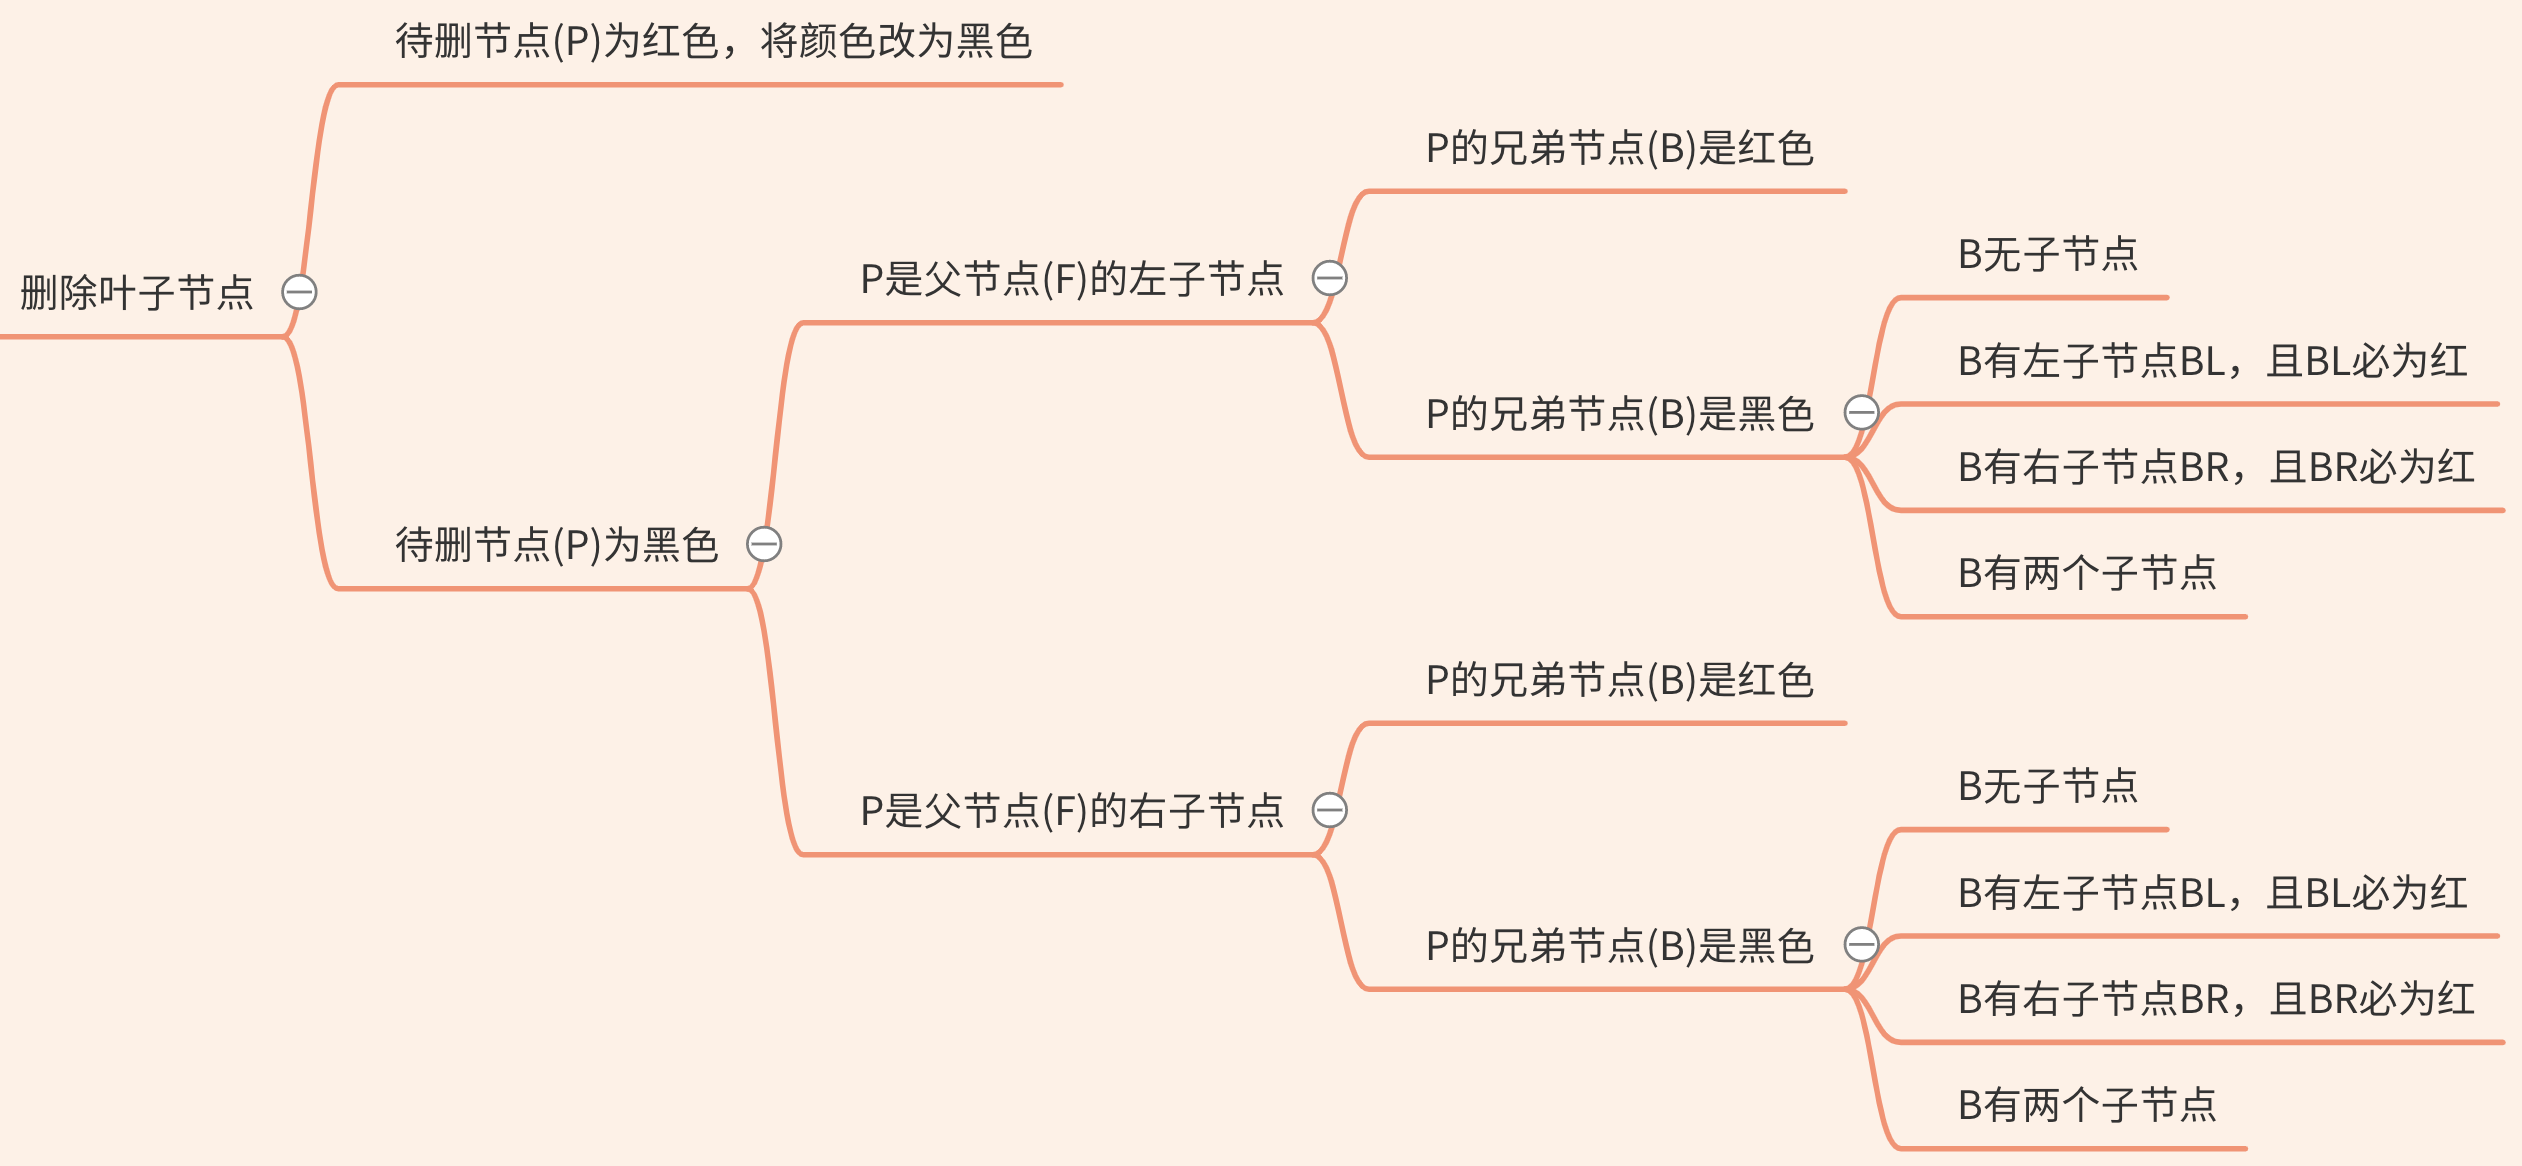 待删节点(P)为红色，将颜色改为黑色
P的兄弟节点(B)是红色
B无子节点
P是父节点(F)的左子节点
删除叶子节点
B有左子节点BL，且BL必为红
P的兄弟节点(B)是黑色
B有右子节点BR，且BR必为红
待删节点(P)为黑色
B有两个子节点
P的兄弟节点(B)是红色
B无子节点
P是父节点(F)的右子节点
B有左子节点BL，且BL必为红
P的兄弟节点(B)是黑色
B有右子节点BR，且BR必为红
B有两个子节点